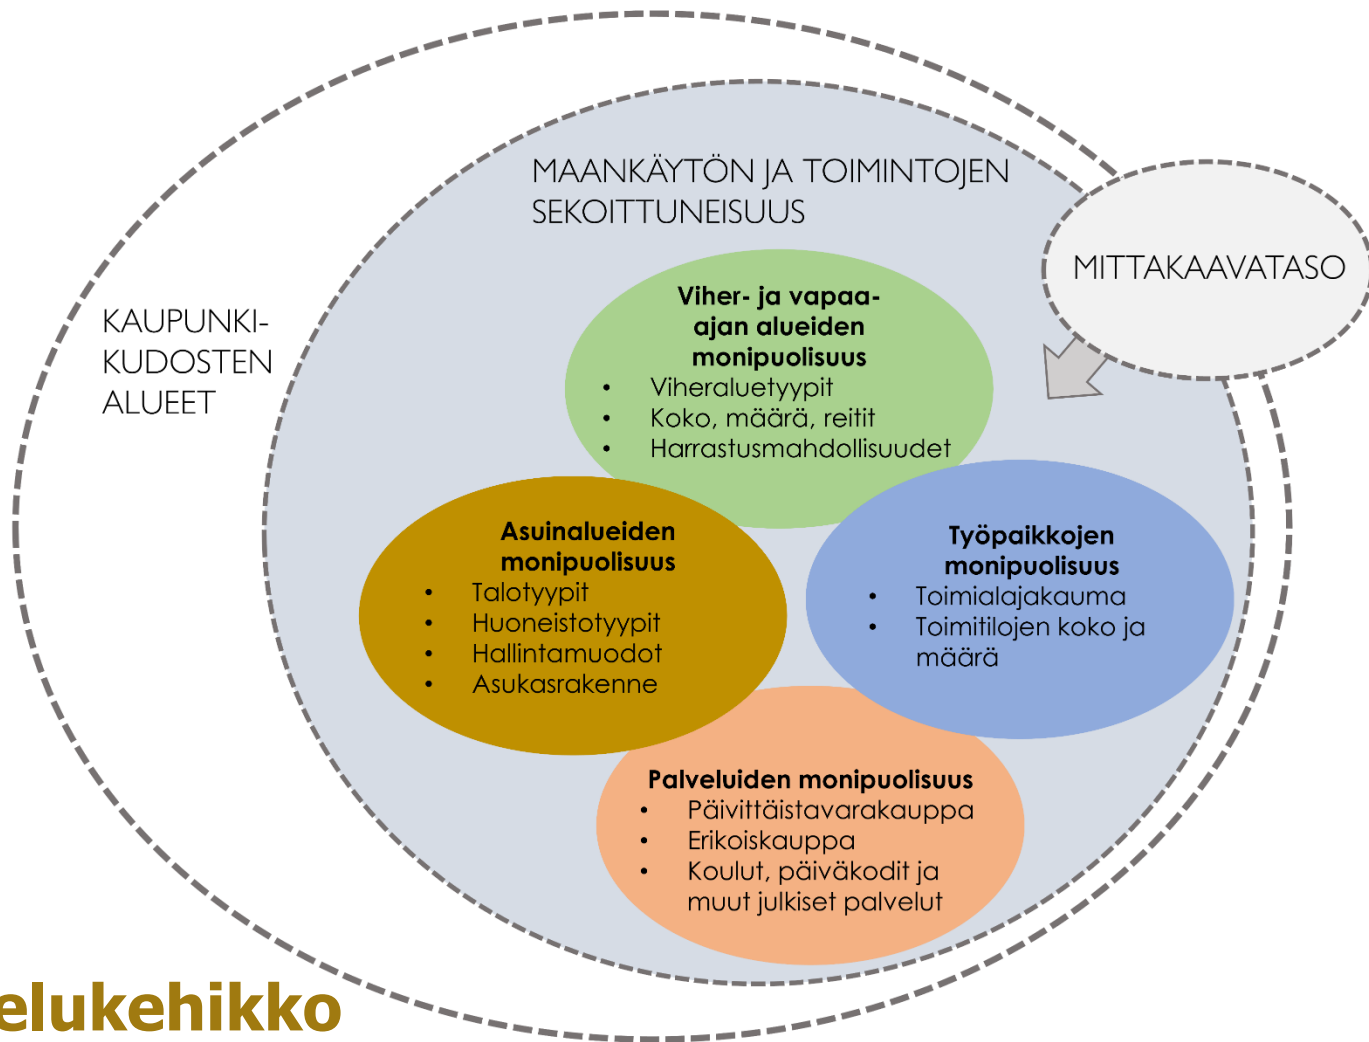 MAANKÄYTÖN JA TOIMINTOJEN
SEKOITTUNEISUUS
MITTAKAAVATASO
KAUPUNKI-
KUDOSTEN
ALUEET
Viher- ja vapaa-
ajan alueiden
monipuolisuus
• Viheraluetyypit
• Koko, määrä, reitit
• Harrastusmahdollisuudet
Asuinalueiden
monipuolisuus
• Talotyypit
• Huoneistotyypit
• Hallintamuodot
• Asukasrakenne
Työpaikkojen
monipuolisuus
• Toimialajakauma
• Toimitilojen koko ja
määrä
Palveluiden monipuolisuus
• Päivittäistavarakauppa
• Erikoiskauppa
• Koulut, päiväkodit ja
muut julkiset palvelut
elukehikko